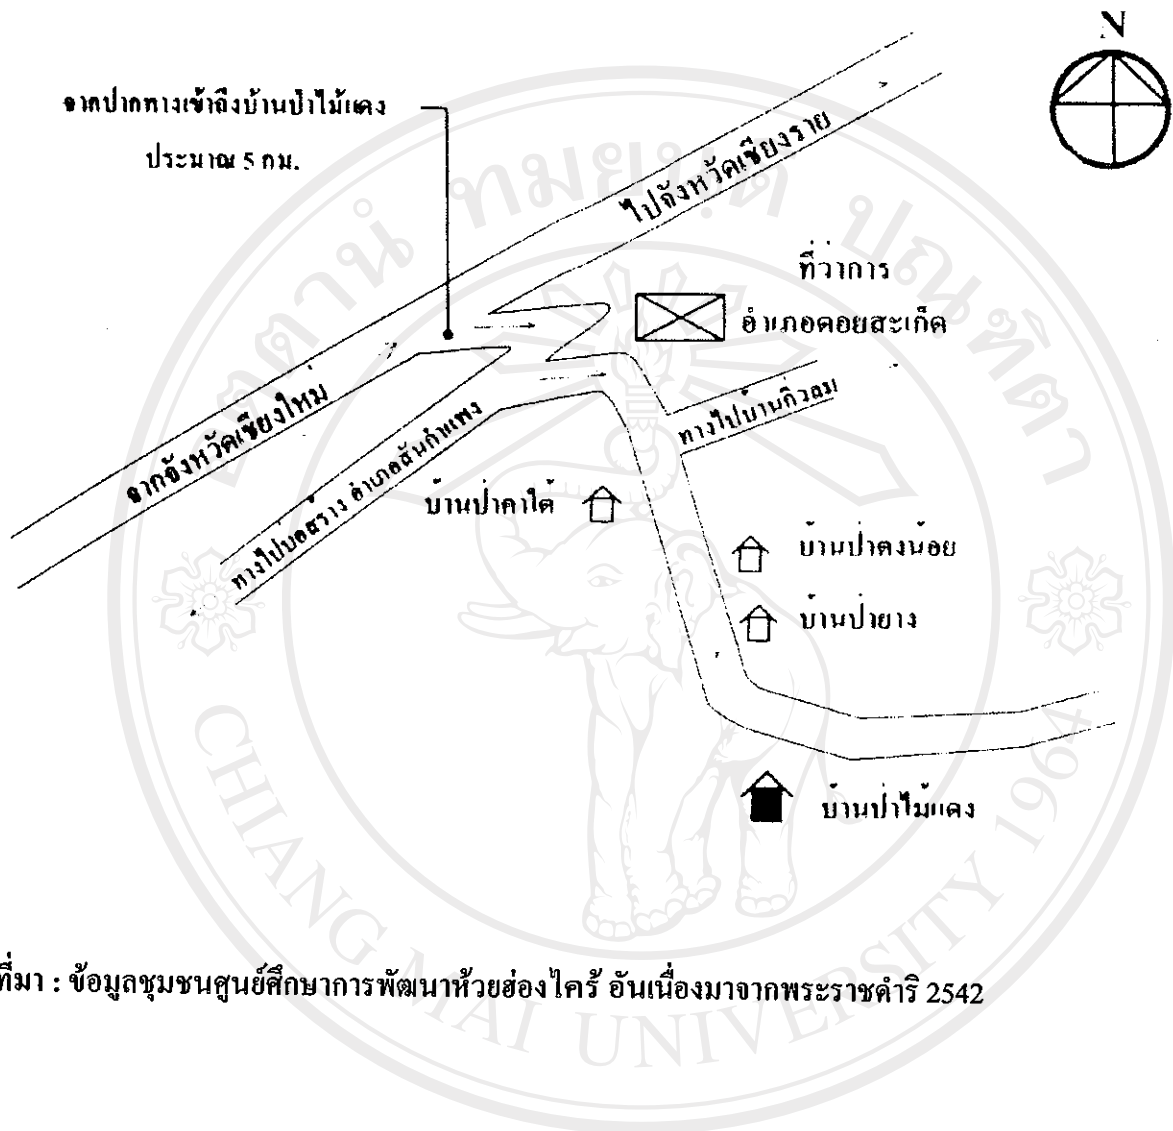 N
จากปากทางเข้าถึงบ้านป่าไม้แดง
ประมาณ 5 กม.
ไปจังหวัดเชียงราย
ที่ว่าการ
อำเภอดอยสะเก็ด
จากจังหวัดเชียงใหม่
ทางไปบ่อสร้าง อำเภอสันกำแพง
ทางไปบ้านกิ่วลม
บ้านป่าคาใต้
บ้านป่าตงน้อย
บ้านป่ายาง
บ้านป่าไม้แดง
ที่มา : ข้อมูลชุมชนศูนย์ศึกษาการพัฒนาห้วยฮ่องไคร้ อันเนื่องมาจากพระราชดำริ 2542
CHIANG MAI UNIVERSITY 1964